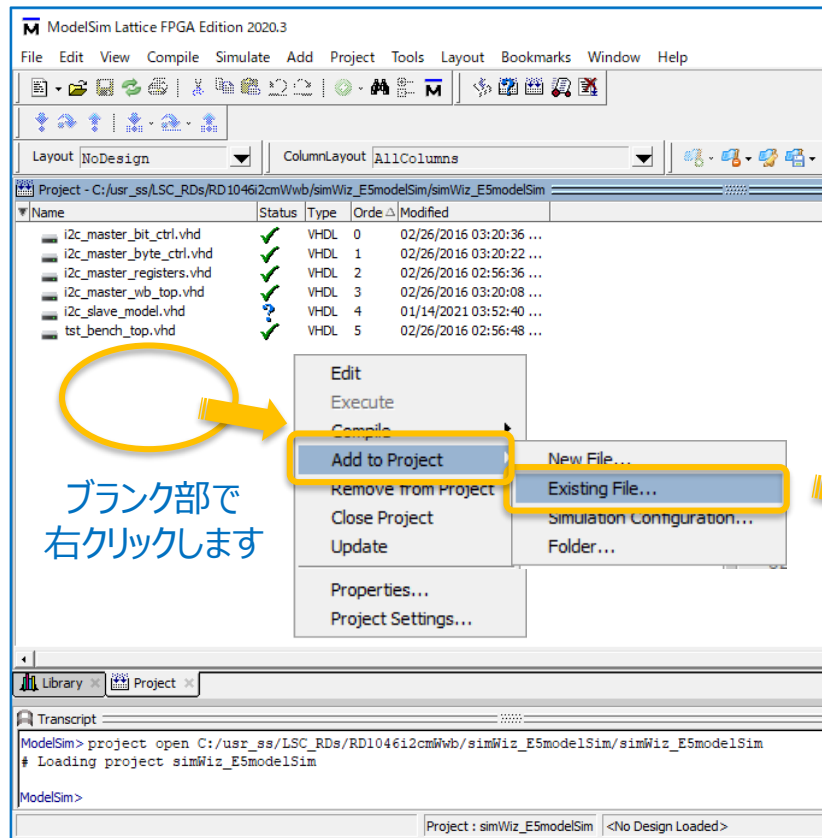 ModelSim Lattice FPGA Edition 2020.3
File Edit View Compile Simulate Add Project Tools Layout Bookmarks Window Help
Layout NoDesign ColumnLayout AllColumns
Project - C:/usr_ss/LSC_RDs/RD1046i2cmWwb/simWiz_E5modelSim/simWiz_E5modelSim
Name Status Type Orde Modified
i2c_master_bit_ctrl.vhd VHDL 0 02/26/2016 03:20:36 ...
i2c_master_byte_ctrl.vhd VHDL 1 02/26/2016 03:20:22 ...
i2c_master_registers.vhd VHDL 2 02/26/2016 02:56:36 ...
i2c_master_wb_top.vhd VHDL 3 02/26/2016 03:20:08 ...
i2c_slave_model.vhd ? VHDL 4 01/14/2021 03:52:40 ...
tst_bench_top.vhd VHDL 5 02/26/2016 02:56:48 ...
Edit
Execute
Compile
Add to Project
Remove from Project
Close Project
Update
Properties...
Project Settings...
New File...
Existing File...
Simulation Configuration...
Folder...
ブランク部で
右クリックします
Library Project
Transcript
ModelSim> project open C:/usr_ss/LSC_RDs/RD1046i2cmWwb/simWiz_E5modelSim/simWiz_E5modelSim
# Loading project simWiz_E5modelSim
ModelSim>
Project : simWiz_E5modelSim <No Design Loaded>